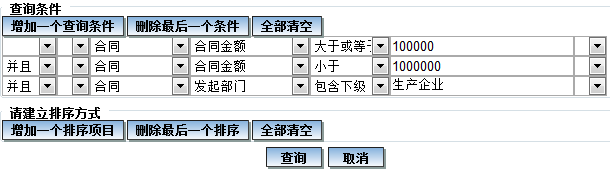 查询条件
增加一个查询条件 删除最后一个条件 全部清空
合同 合同金额 大于或等于 100000
并且 合同 合同金额 小于 1000000
并且 合同 发起部门 包含下级 生产企业
请建立排序方式
增加一个排序项目 删除最后一个排序 全部清空
查询 取消